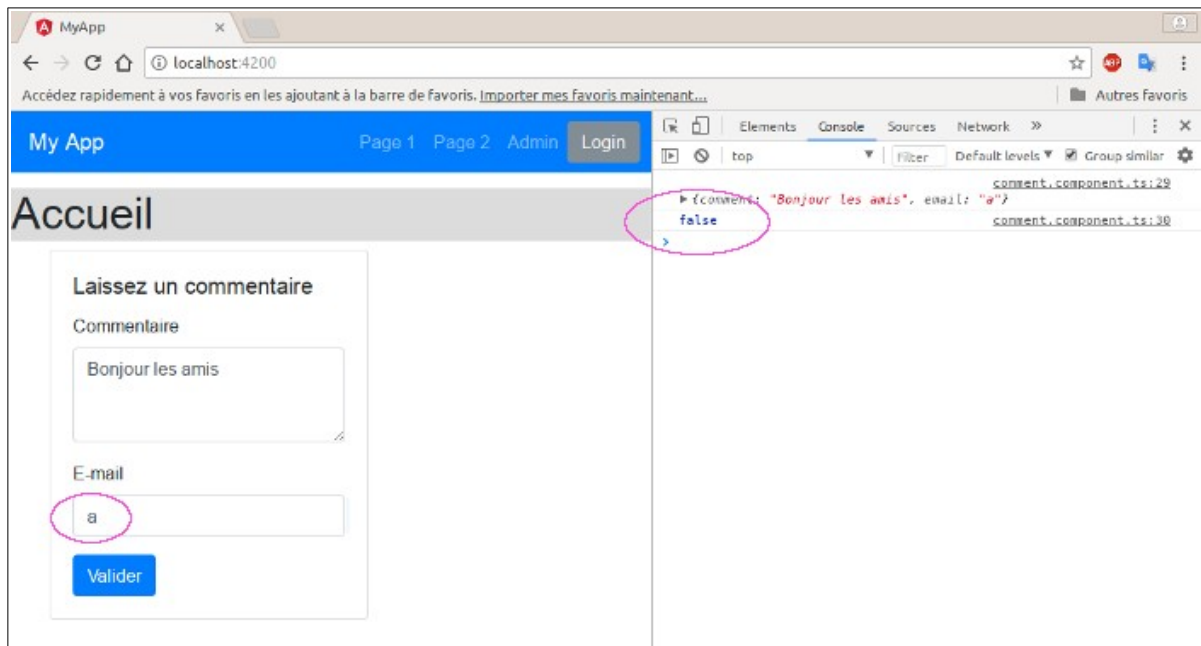 MyApp
localhost:4200
Accédez rapidement à vos favoris en les ajoutant à la barre de favoris. Importer mes favoris maintenant...
Autres favoris
My App
Page 1 Page 2 Admin Login
Elements Console Sources Network »
top Filter Default levels Group similar
comment.component.ts:29
{comment: "Bonjour les amis", email: "a"}
false comment.component.ts:30
Accueil
Laissez un commentaire
Commentaire
Bonjour les amis
E-mail
a
Valider